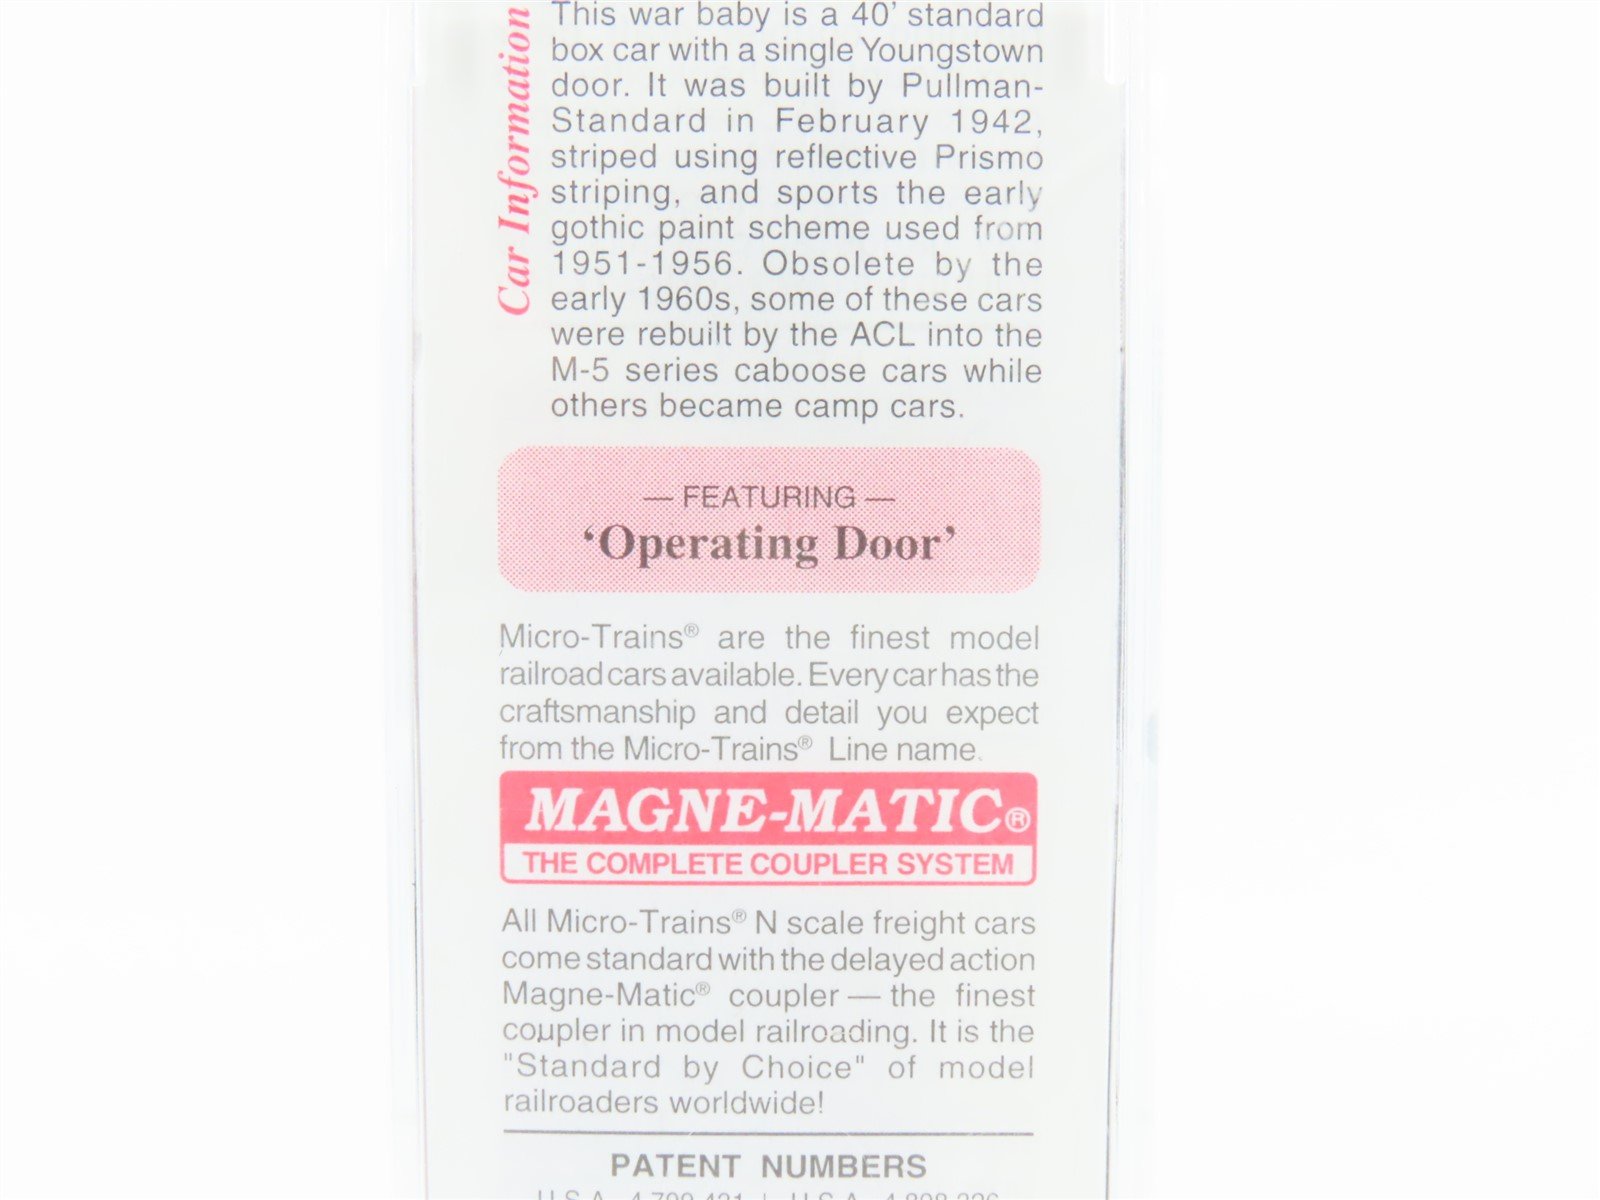 Car Information
This war baby is a 40' standard
box car with a single Youngstown
door. It was built by Pullman-
Standard in February 1942,
striped using reflective Prismo
striping, and sports the early
gothic paint scheme used from
1951-1956. Obsolete by the
early 1960s, some of these cars
were rebuilt by the ACL into the
M-5 series caboose cars while
others became camp cars.
— FEATURING —
'Operating Door'
Micro-Trains® are the finest model
railroad cars available. Every car has the
craftsmanship and detail you expect
from the Micro-Trains® Line name.
MAGNE-MATIC®
THE COMPLETE COUPLER SYSTEM
All Micro-Trains® N scale freight cars
come standard with the delayed action
Magne-Matic® coupler — the finest
coupler in model railroading. It is the
"Standard by Choice" of model
railroaders worldwide!
PATENT NUMBERS
U.S.A. | U.S.A.